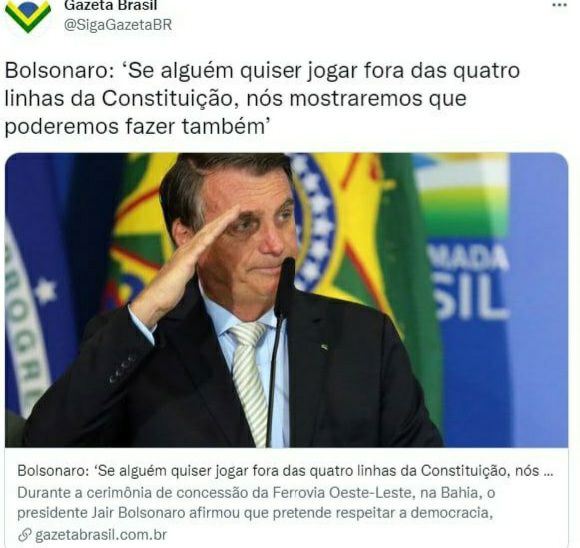 Gazeta Brasil
@SigaGazetaBR
Bolsonaro: ‘Se alguém quiser jogar fora das quatro
linhas da Constituição, nós mostraremos que
poderemos fazer também’
PROGRE
MADA
SIL
Bolsonaro: ‘Se alguém quiser jogar fora das quatro linhas da Constituição, nós ...
Durante a cerimônia de concessão da Ferrovia Oeste-Leste, na Bahia, o
presidente Jair Bolsonaro afirmou que pretende respeitar a democracia,
gazetabrasil.com.br